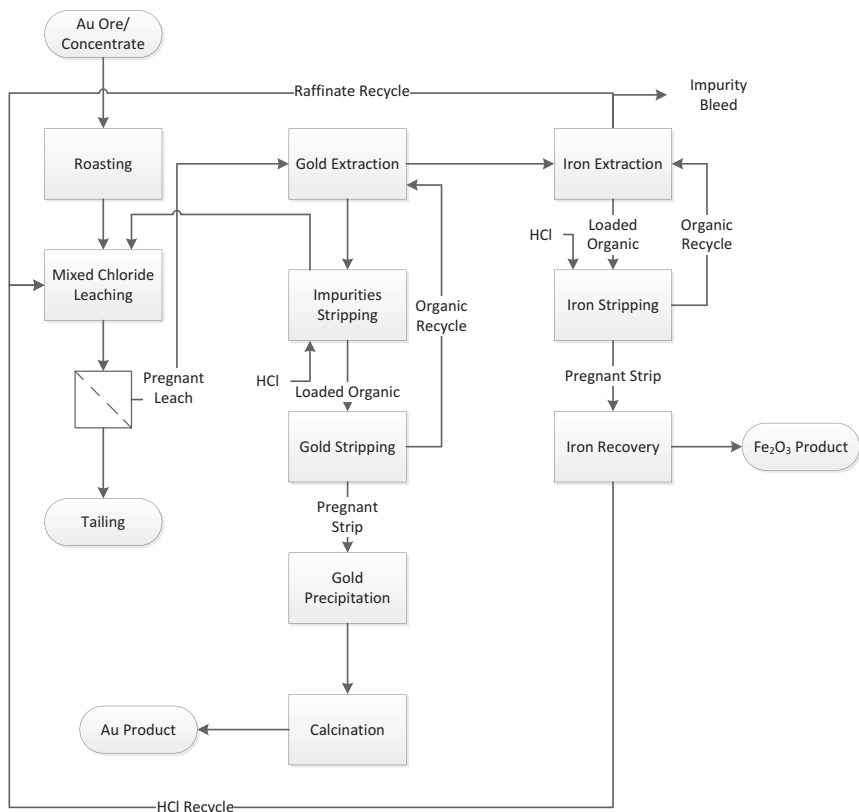 Au Ore/
Concentrate
Raffinate Recycle
Impurity
Bleed
Roasting
Gold Extraction
Iron Extraction
HCl
Loaded
Organic
Organic
Recycle
Mixed Chloride
Leaching
Impurities
Stripping
Organic
Recycle
Iron Stripping
Pregnant
Leach
HCl
Loaded Organic
Pregnant Strip
Gold Stripping
Iron Recovery
Fe₂O₃ Product
Tailing
Pregnant
Strip
Gold
Precipitation
Au Product
Calcination
HCl Recycle